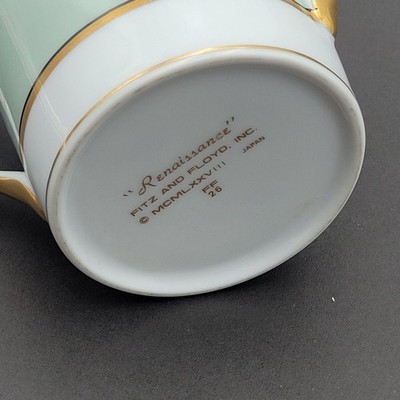 "Renaissance"
FITZ AND FLOYD, INC.
© MCMLXXVIII JAPAN
FF
26